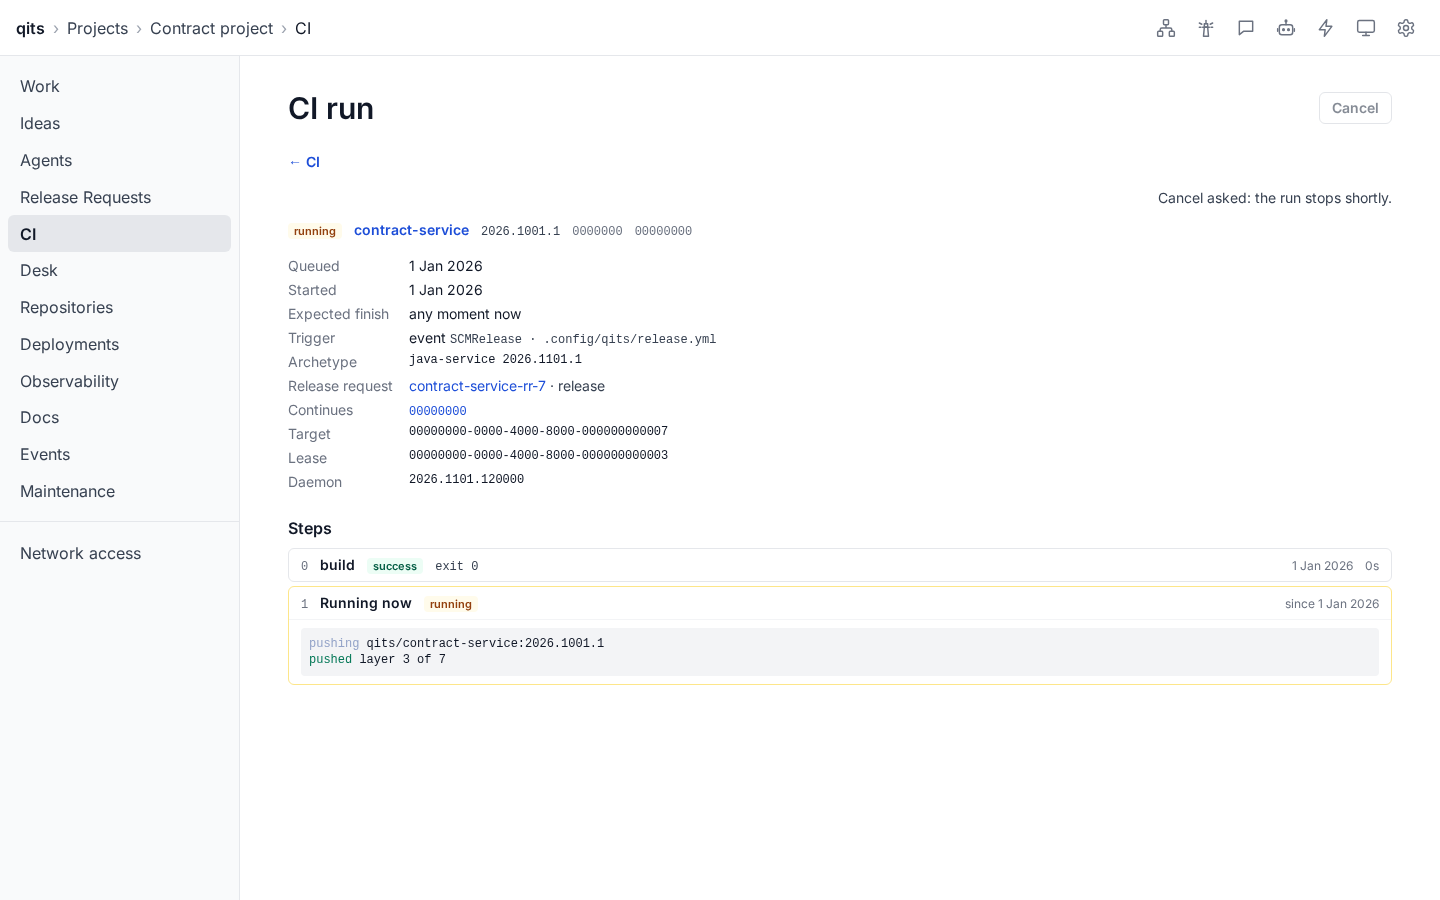 qits › Projects › Contract project › CI
Work
Ideas
Agents
Release Requests
CI
Desk
Repositories
Deployments
Observability
Docs
Events
Maintenance
Network access
CI run
Cancel
← CI
Cancel asked: the run stops shortly.
running contract-service 2026.1001.1 0000000 00000000
Queued 1 Jan 2026
Started 1 Jan 2026
Expected finish any moment now
Trigger event SCMRelease · .config/qits/release.yml
Archetype java-service 2026.1101.1
Release request contract-service-rr-7 · release
Continues 00000000
Target 00000000-0000-4000-8000-000000000007
Lease 00000000-0000-4000-8000-000000000003
Daemon 2026.1101.120000
Steps
0 build success exit 0 1 Jan 2026 0s
1 Running now running since 1 Jan 2026
pushing qits/contract-service:2026.1001.1
pushed layer 3 of 7